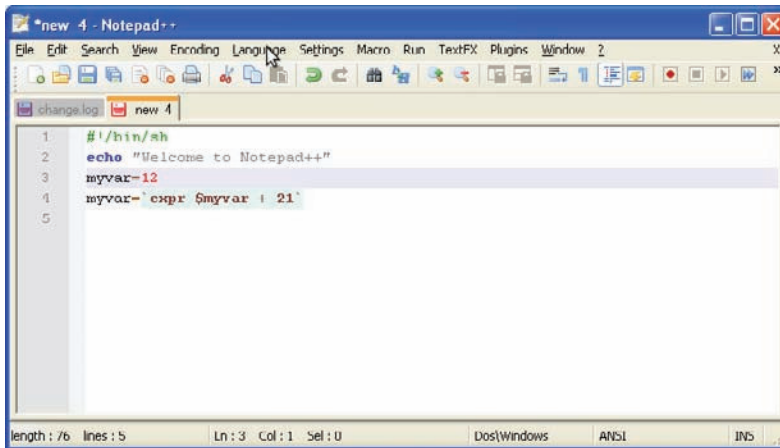 *new 4 - Notepad++
File Edit Search View Encoding Language Settings Macro Run TextFX Plugins Window ? X
change.log new 4
1 #!/bin/sh
2 echo "Welcome to Notepad++"
3 myvar=12
4 myvar=`expr $myvar + 21`
5
length : 76 lines : 5 Ln : 3 Col : 1 Sel : 0 Dos\Windows ANSI INS